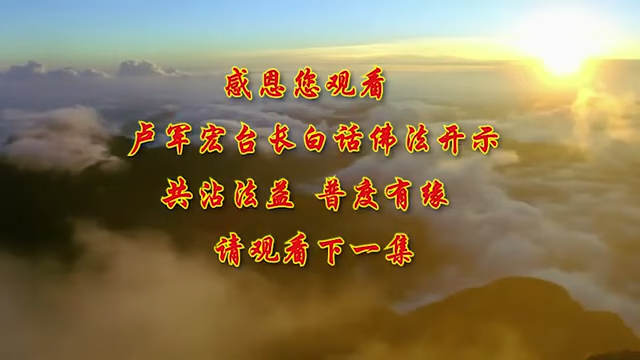 感恩您观看
卢军宏台长白话佛法开示
共沾法益 普度有缘
请观看下一集